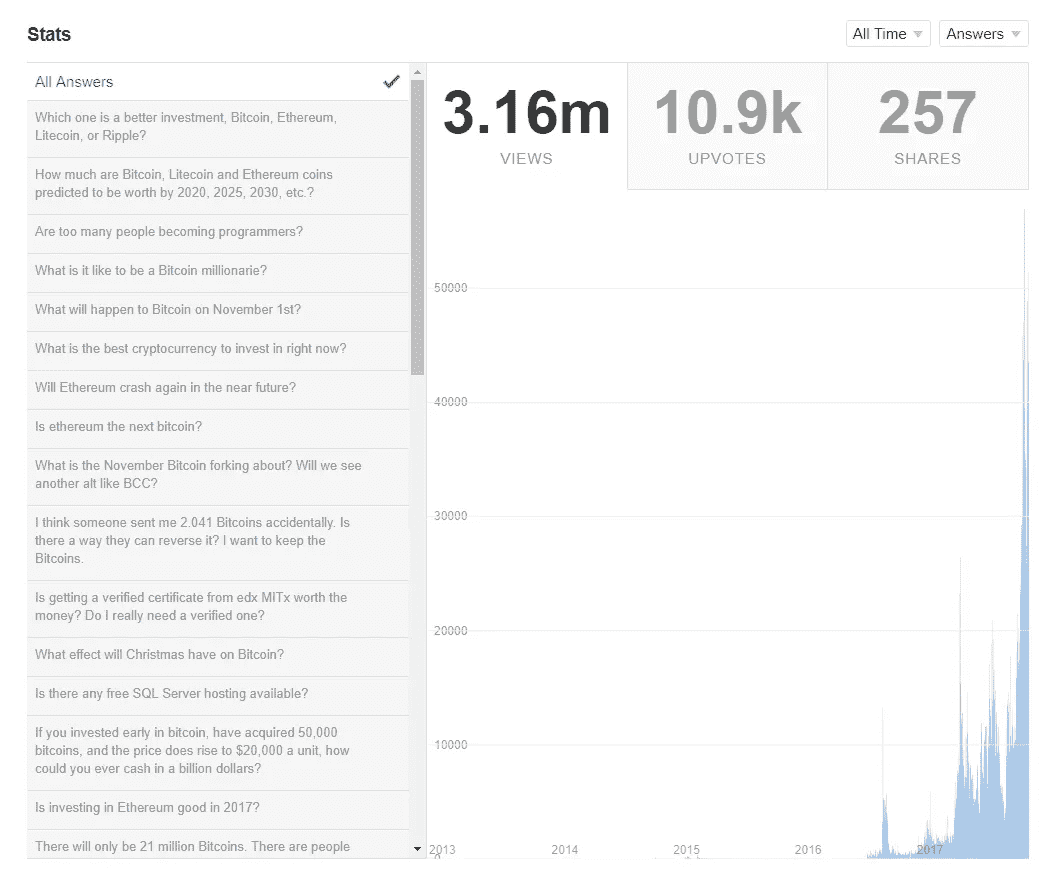 Stats
All Time
Answers
All Answers
Which one is a better investment, Bitcoin, Ethereum,
Litecoin, or Ripple?
How much are Bitcoin, Litecoin and Ethereum coins
predicted to be worth by 2020, 2025, 2030, etc.?
Are too many people becoming programmers?
What is it like to be a Bitcoin millionarie?
What will happen to Bitcoin on November 1st?
What is the best cryptocurrency to invest in right now?
Will Ethereum crash again in the near future?
Is ethereum the next bitcoin?
What is the November Bitcoin forking about? Will we see
another alt like BCC?
I think someone sent me 2.041 Bitcoins accidentally. Is
there a way they can reverse it? I want to keep the
Bitcoins.
Is getting a verified certificate from edx MITx worth the
money? Do I really need a verified one?
What effect will Christmas have on Bitcoin?
Is there any free SQL Server hosting available?
If you invested early in bitcoin, have acquired 50,000
bitcoins, and the price does rise to $20,000 a unit, how
could you ever cash in a billion dollars?
Is investing in Ethereum good in 2017?
There will only be 21 million Bitcoins. There are people
3.16m
VIEWS
10.9k
UPVOTES
257
SHARES
50000
40000
30000
20000
10000
0
2013
2014
2015
2016
2017